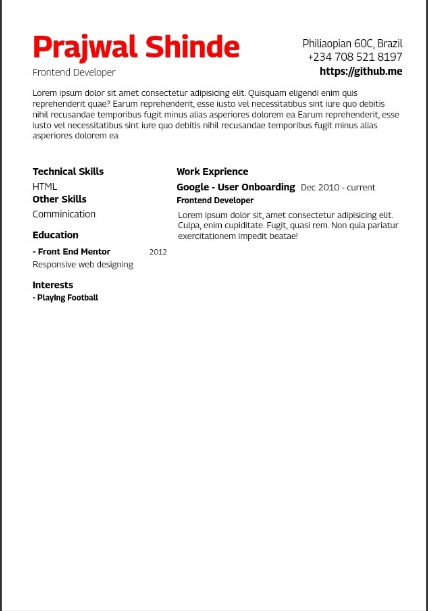 Prajwal Shinde
Frontend Developer
Philiaopian 60C, Brazil
+234 708 521 8197
https://github.me
Lorem ipsum dolor sit amet consectetur adipisicing elit. Quisquam eligendi enim quis
reprehenderit quae? Earum reprehenderit, esse iusto vel necessitatibus sint iure quo debitis
nihil recusandae temporibus fugit minus alias asperiores dolorem ea Earum reprehenderit, esse
iusto vel necessitatibus sint iure quo debitis nihil recusandae temporibus fugit minus alias
asperiores dolorem ea
Technical Skills
HTML
Other Skills
Comminication
Education
- Front End Mentor 2012
Responsive web designing
Interests
- Playing Football
Work Exprience
Google - User Onboarding Dec 2010 - current
Frontend Developer
Lorem ipsum dolor sit, amet consectetur adipisicing elit.
Culpa, enim cupiditate. Fugit, quasi rem. Non quia pariatur
exercitationem impedit beatae!